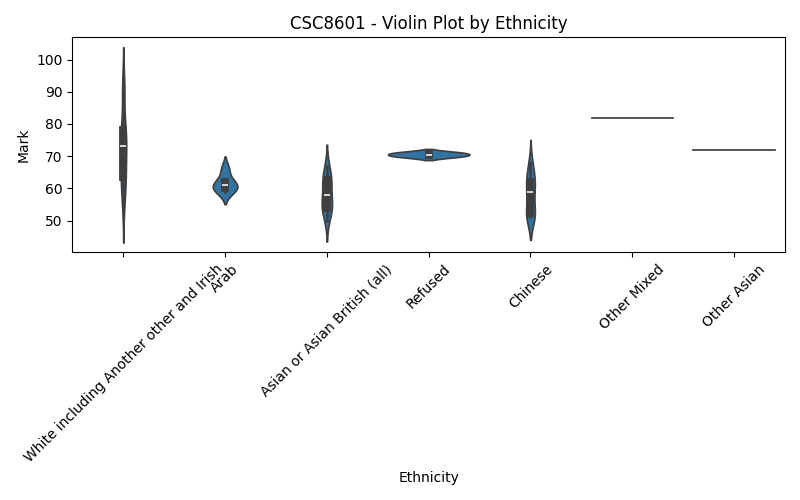 CSC8601 - Violin Plot by Ethnicity
Mark
100
90
80
70
60
50
White including Another other and Irish
Arab
Asian or Asian British (all)
Refused
Chinese
Other Mixed
Other Asian
Ethnicity